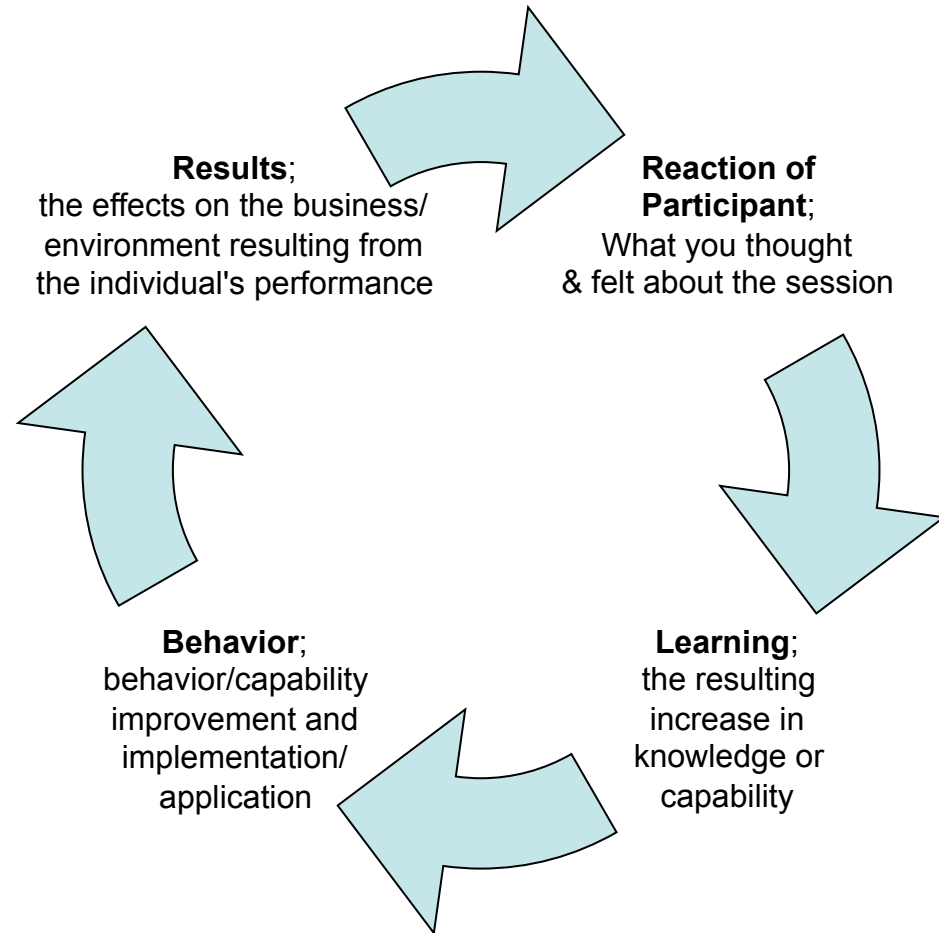 Results;
the effects on the business/
environment resulting from
the individual's performance
Reaction of
Participant;
What you thought
& felt about the session
Learning;
the resulting
increase in
knowledge or
capability
Behavior;
behavior/capability
improvement and
implementation/
application